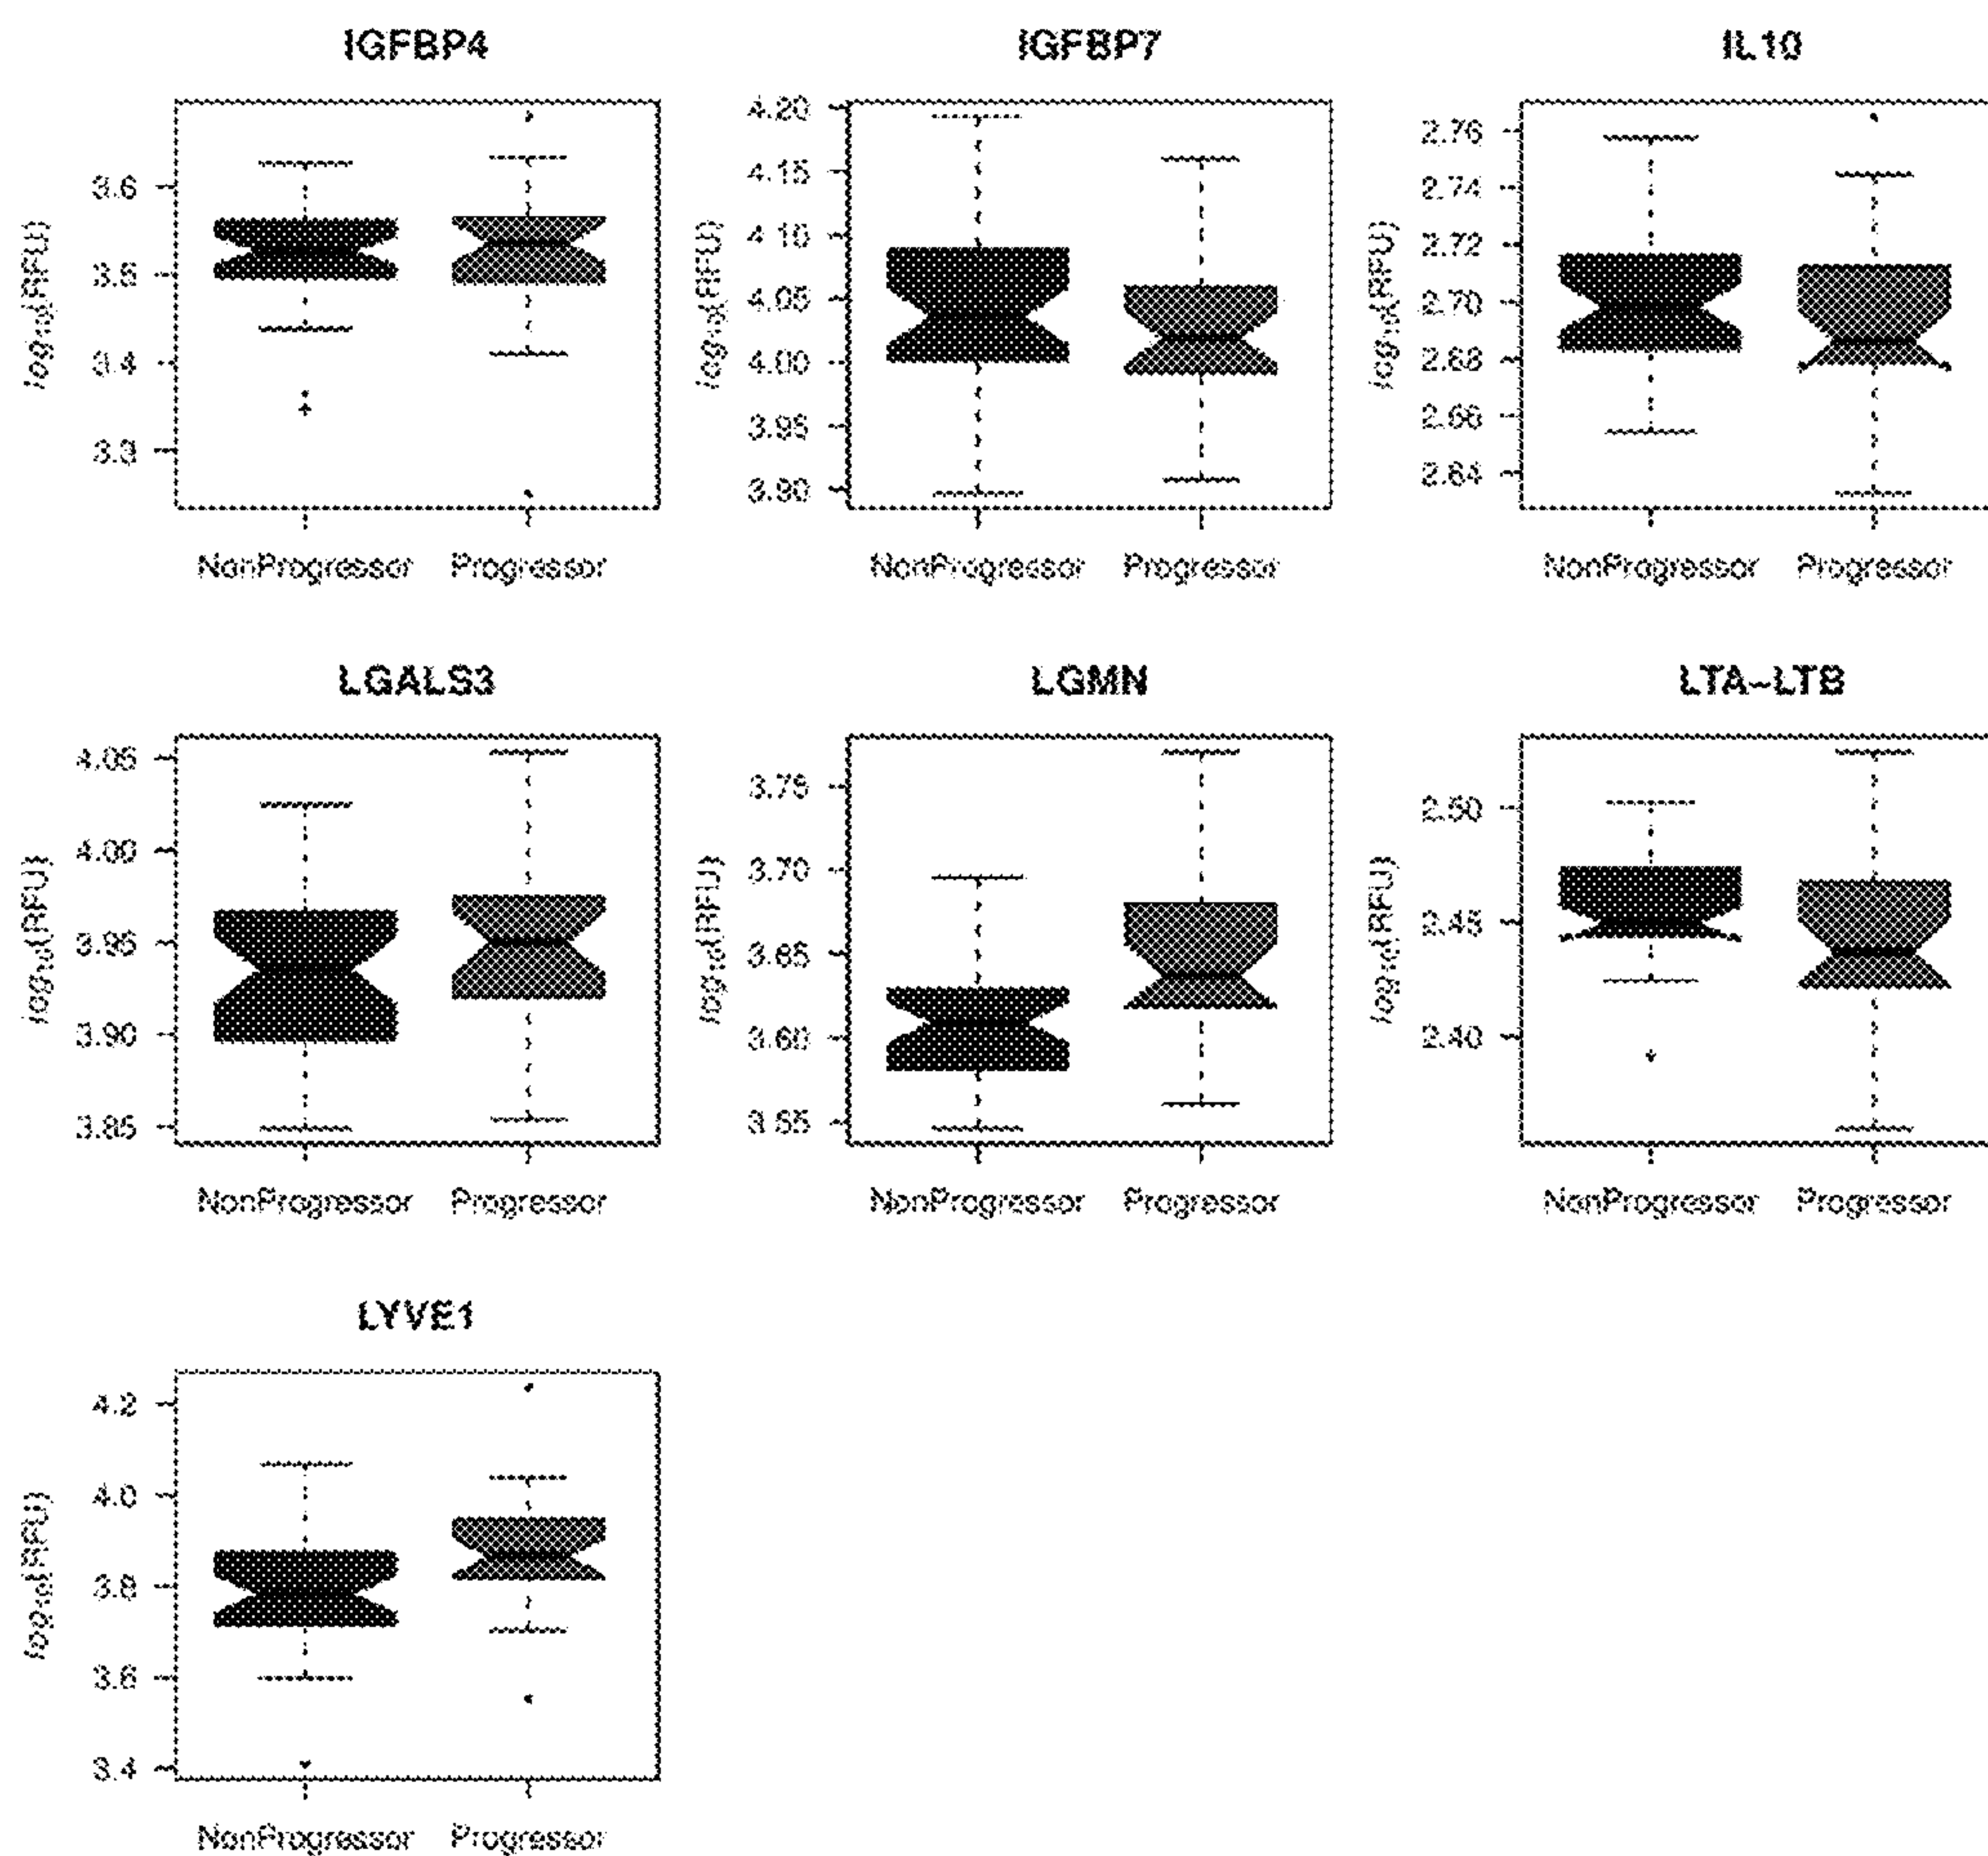 IGFBP4 IGFBP7 IL10
log₁₀(RFU) 3.6 3.5 3.4 3.3 log₁₀(RFU) 4.20 4.15 4.10 4.05 4.00 3.95 3.90 log₁₀(RFU) 2.76 2.74 2.72 2.70 2.68 2.66 2.64
NonProgressor Progressor NonProgressor Progressor NonProgressor Progressor
LGALS3 LGMN LTA–LTB
log₁₀(RFU) 4.05 4.00 3.95 3.90 3.85 log₁₀(RFU) 3.75 3.70 3.65 3.60 3.55 log₁₀(RFU) 2.50 2.45 2.40
NonProgressor Progressor NonProgressor Progressor NonProgressor Progressor
LYVE1
log₁₀(RFU) 4.2 4.0 3.8 3.6 3.4
NonProgressor Progressor